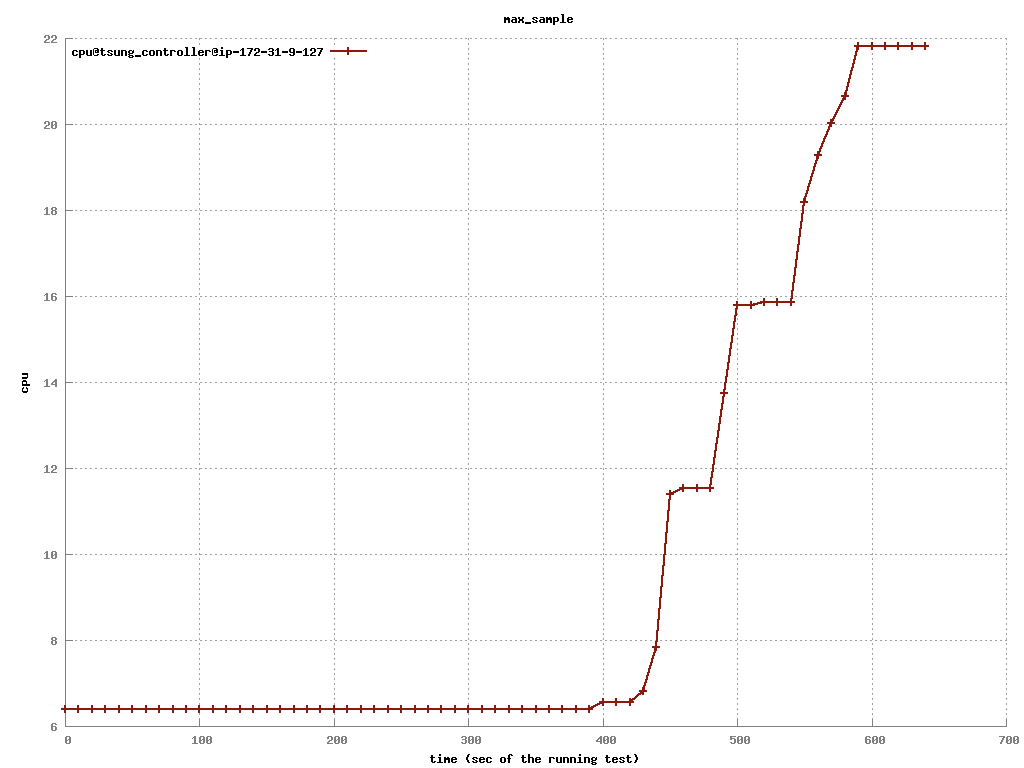 max_sample
cpu@tsung_controller@ip-172-31-9-127
22
20
18
16
14
12
10
8
6
cpu
0 100 200 300 400 500 600 700
time (sec of the running test)